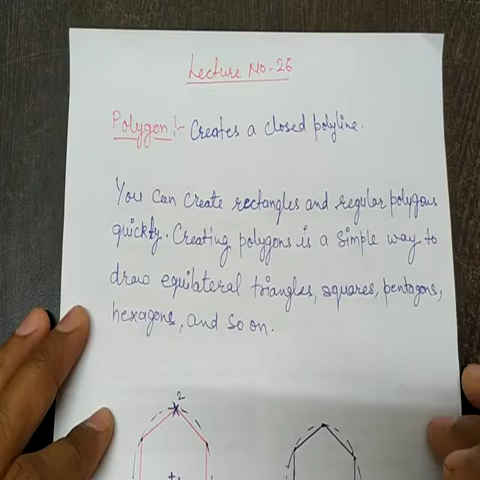 Lecture No-26
Polygon:- Creates a closed polyline.
You can create rectangles and regular polygons
quickly. Creating polygons is a simple way to
draw equilateral triangles, squares, pentagons,
hexagons, and so on.
2